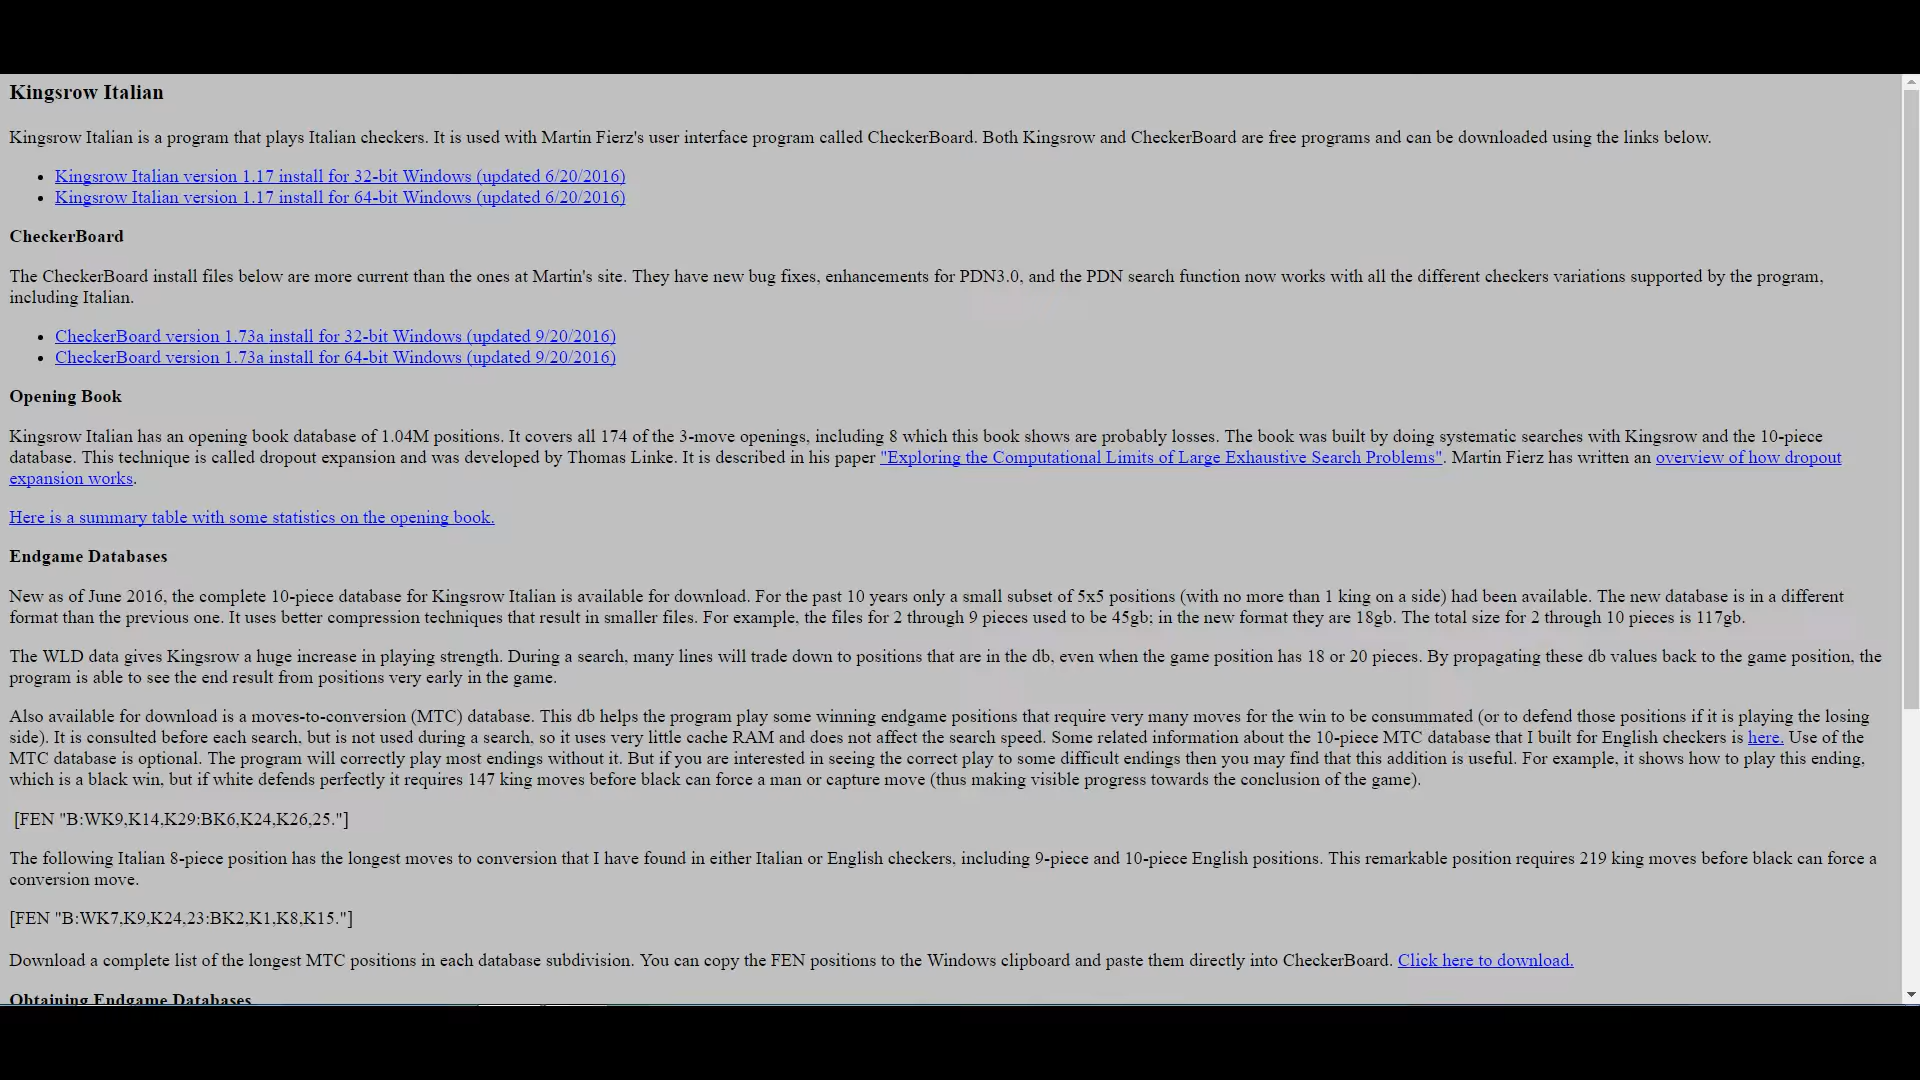 Kingsrow Italian
Kingsrow Italian is a program that plays Italian checkers. It is used with Martin Fierz's user interface program called CheckerBoard. Both Kingsrow and CheckerBoard are free programs and can be downloaded using the links below.
Kingsrow Italian version 1.17 install for 32-bit Windows (updated 6/20/2016)
Kingsrow Italian version 1.17 install for 64-bit Windows (updated 6/20/2016)
CheckerBoard
The CheckerBoard install files below are more current than the ones at Martin's site. They have new bug fixes, enhancements for PDN3.0, and the PDN search function now works with all the different checkers variations supported by the program,
including Italian.
CheckerBoard version 1.73a install for 32-bit Windows (updated 9/20/2016)
CheckerBoard version 1.73a install for 64-bit Windows (updated 9/20/2016)
Opening Book
Kingsrow Italian has an opening book database of 1.04M positions. It covers all 174 of the 3-move openings, including 8 which this book shows are probably losses. The book was built by doing systematic searches with Kingsrow and the 10-piece
database. This technique is called dropout expansion and was developed by Thomas Linke. It is described in his paper "Exploring the Computational Limits of Large Exhaustive Search Problems". Martin Fierz has written an overview of how dropout
expansion works.
Here is a summary table with some statistics on the opening book.
Endgame Databases
New as of June 2016, the complete 10-piece database for Kingsrow Italian is available for download. For the past 10 years only a small subset of 5x5 positions (with no more than 1 king on a side) had been available. The new database is in a different
format than the previous one. It uses better compression techniques that result in smaller files. For example, the files for 2 through 9 pieces used to be 45gb; in the new format they are 18gb. The total size for 2 through 10 pieces is 117gb.
The WLD data gives Kingsrow a huge increase in playing strength. During a search, many lines will trade down to positions that are in the db, even when the game position has 18 or 20 pieces. By propagating these db values back to the game position, the
program is able to see the end result from positions very early in the game.
Also available for download is a moves-to-conversion (MTC) database. This db helps the program play some winning endgame positions that require very many moves for the win to be consummated (or to defend those positions if it is playing the losing
side). It is consulted before each search, but is not used during a search, so it uses very little cache RAM and does not affect the search speed. Some related information about the 10-piece MTC database that I built for English checkers is here. Use of the
MTC database is optional. The program will correctly play most endings without it. But if you are interested in seeing the correct play to some difficult endings then you may find that this addition is useful. For example, it shows how to play this ending,
which is a black win, but if white defends perfectly it requires 147 king moves before black can force a man or capture move (thus making visible progress towards the conclusion of the game).
[FEN "B:WK9,K14,K29:BK6,K24,K26,25."]
The following Italian 8-piece position has the longest moves to conversion that I have found in either Italian or English checkers, including 9-piece and 10-piece English positions. This remarkable position requires 219 king moves before black can force a
conversion move.
[FEN "B:WK7,K9,K24,23:BK2,K1,K8,K15."]
Download a complete list of the longest MTC positions in each database subdivision. You can copy the FEN positions to the Windows clipboard and paste them directly into CheckerBoard. Click here to download.
Obtaining Endgame Databases